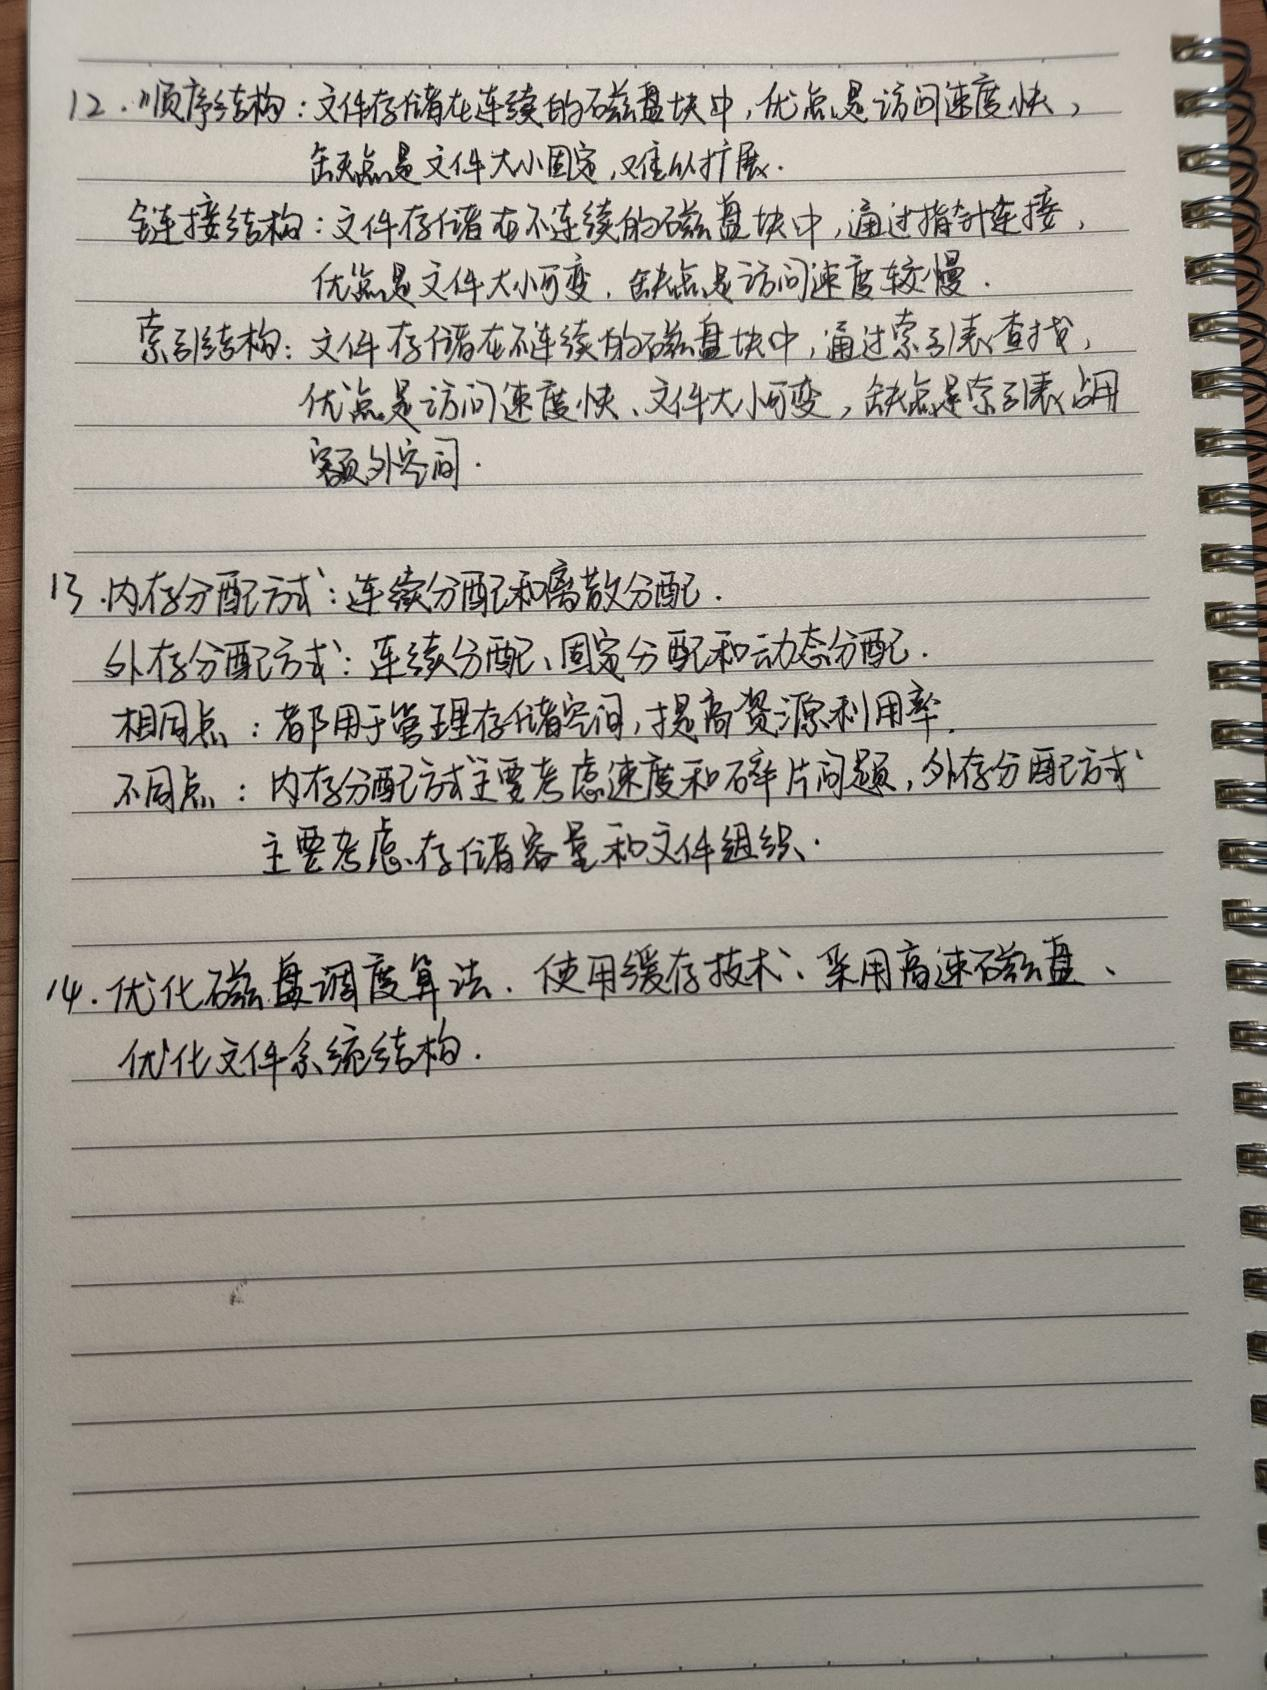 12. 顺序结构：文件存储在连续的磁盘块中，优点是访问速度快，
缺点是文件大小固定，难以扩展.
链接结构：文件存储在不连续的磁盘块中，通过指针连接，
优点是文件大小可变，缺点是访问速度较慢.
索引结构：文件存储在不连续的磁盘块中，通过索引表查找，
优点是访问速度快、文件大小可变，缺点是索引表占用
额外空间.
13.内存分配方式：连续分配和离散分配.
外存分配方式：连续分配、固定分配和动态分配.
相同点：都用于管理存储空间，提高资源利用率.
不同点：内存分配方式主要考虑速度和碎片问题，外存分配方式
主要考虑存储容量和文件组织.
14.优化磁盘调度算法、使用缓存技术、采用高速磁盘、
优化文件系统结构.